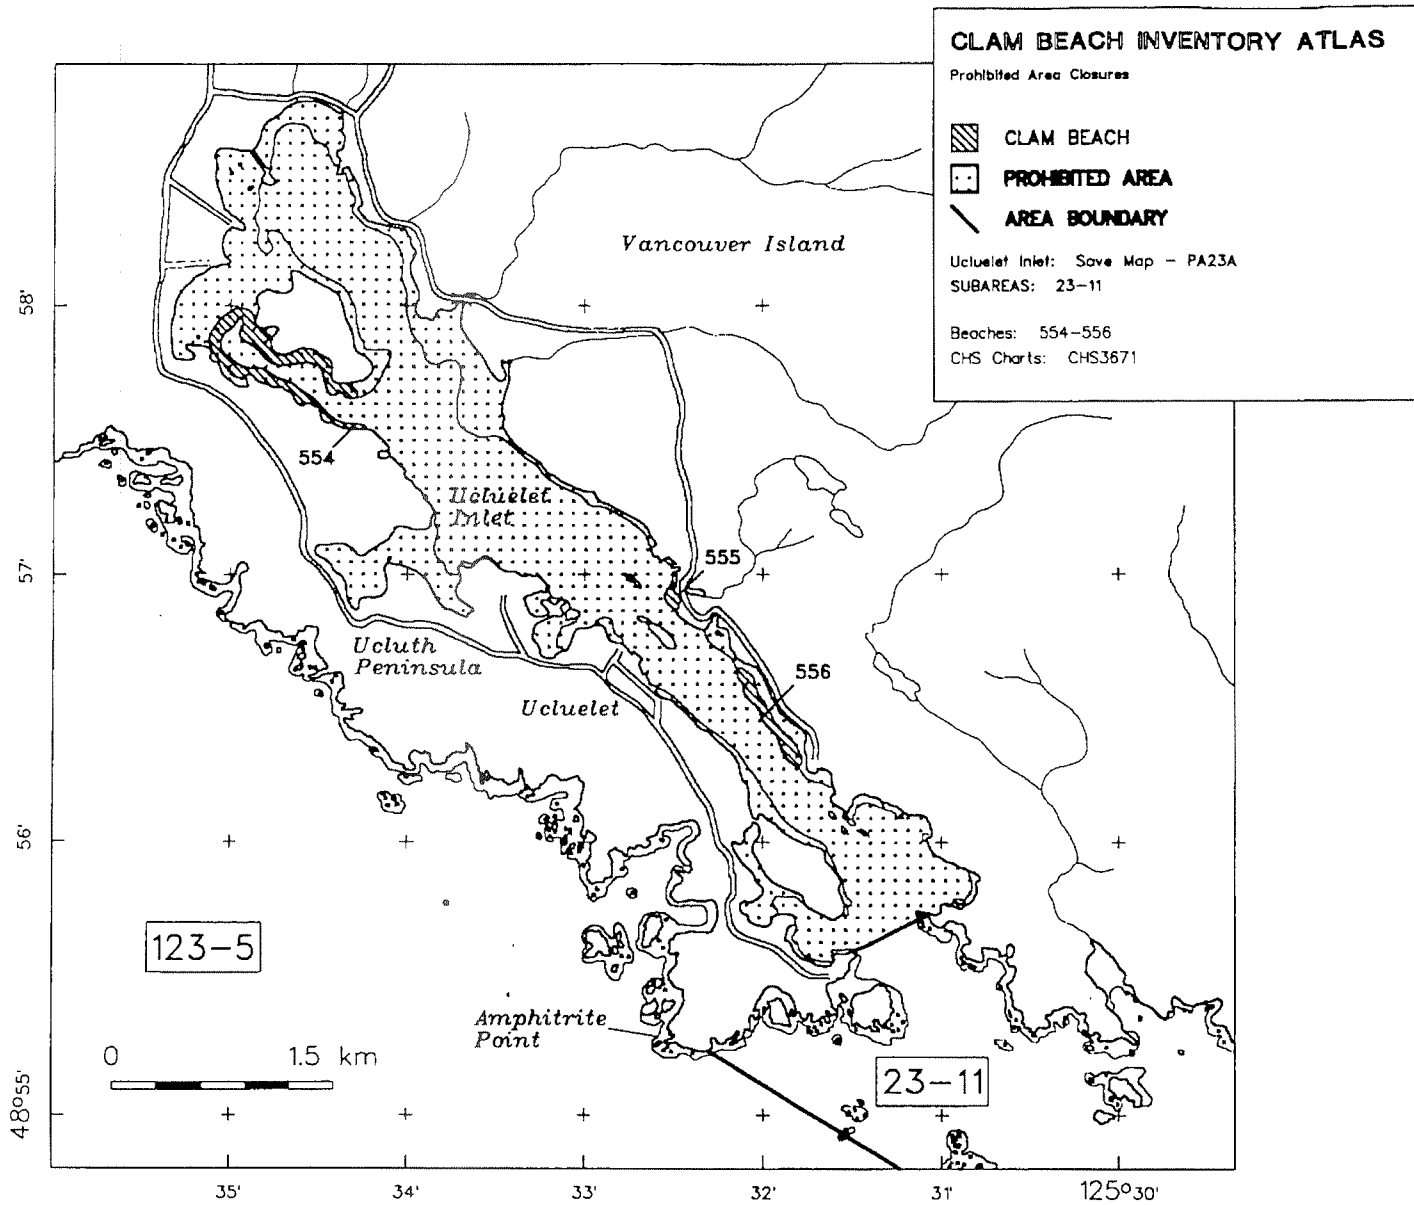 CLAM BEACH INVENTORY ATLAS
Prohibited Area Closures
CLAM BEACH
PROHIBITED AREA
AREA BOUNDARY
Ucluelet Inlet: Save Map - PA23A
SUBAREAS: 23-11
Beaches: 554-556
CHS Charts: CHS3671
Vancouver Island
58'
554
Ucluelet
Inlet
57'
555
Ucluth
Peninsula
556
Ucluelet
56'
123-5
Amphitrite
Point
0 1.5 km
23-11
48°55'
35' 34' 33' 32' 31' 125°30'